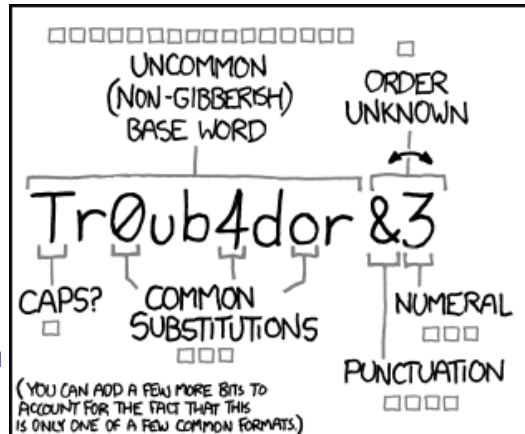 UNCOMMON
(NON-GIBBERISH)
BASE WORD
ORDER
UNKNOWN
Tr0ub4dor &3
CAPS?
COMMON
SUBSTITUTIONS
NUMERAL
PUNCTUATION
(YOU CAN ADD A FEW MORE BITS TO
ACCOUNT FOR THE FACT THAT THIS
IS ONLY ONE OF A FEW COMMON FORMATS.)